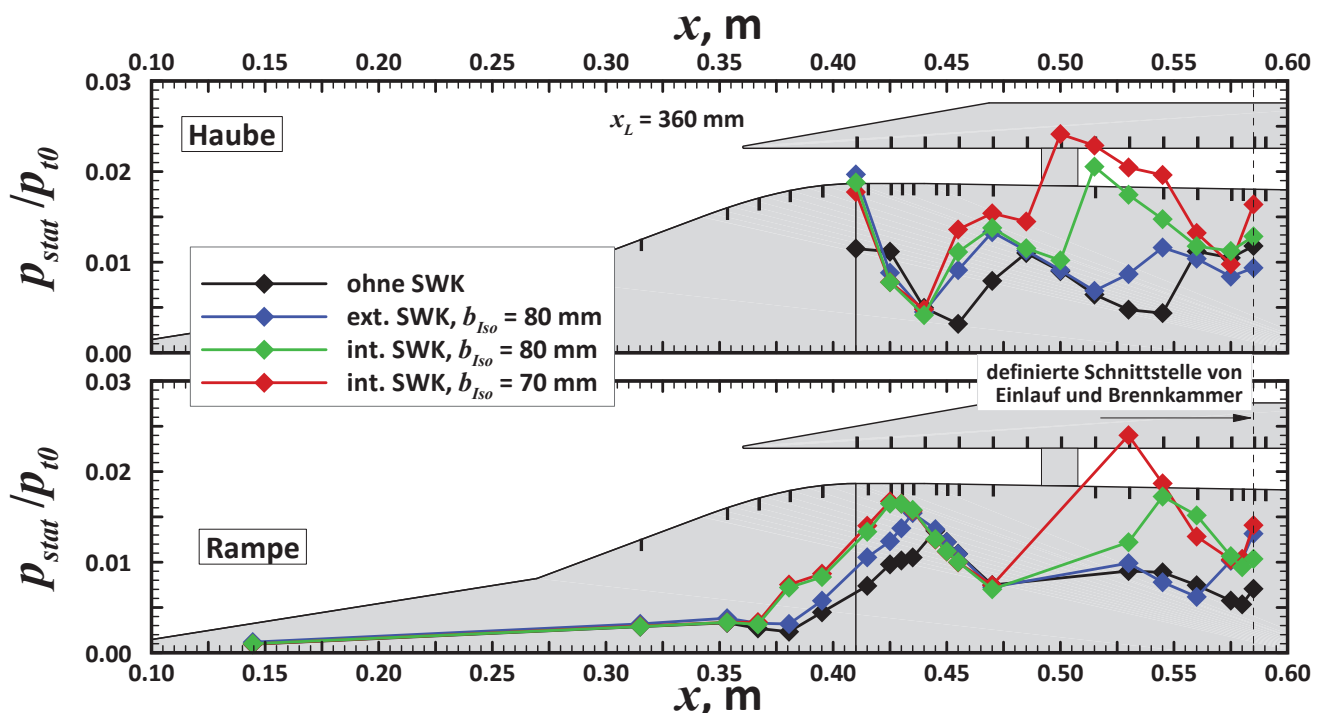 x, m
0.10 0.15 0.20 0.25 0.30 0.35 0.40 0.45 0.50 0.55 0.60
0.03
0.02
0.01
0.00
p_stat/p_t0
Haube
x_L = 360 mm
ohne SWK
ext. SWK, b_Iso = 80 mm
int. SWK, b_Iso = 80 mm
int. SWK, b_Iso = 70 mm
0.03
0.02
0.01
0.00
p_stat/p_t0
definierte Schnittstelle von
Einlauf und Brennkammer
Rampe
0.10 0.15 0.20 0.25 0.30 0.35 0.40 0.45 0.50 0.55 0.60
x, m